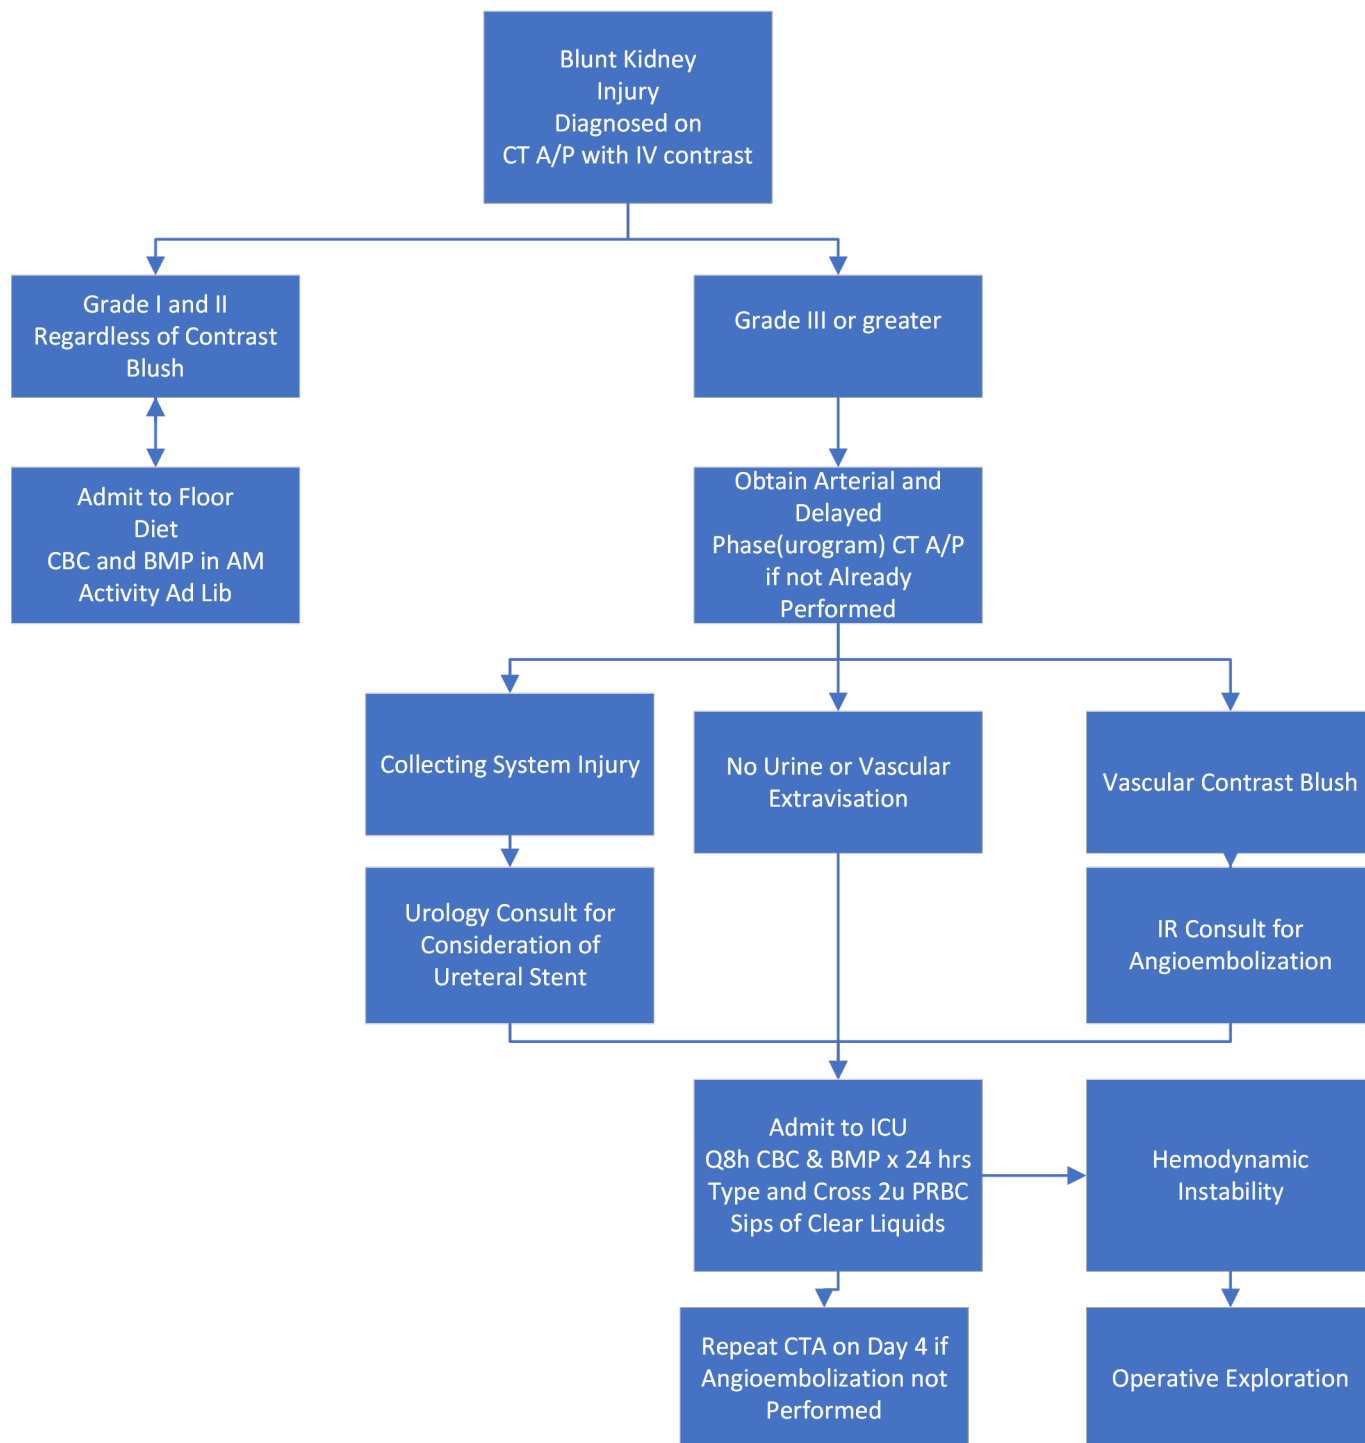 Blunt Kidney
Injury
Diagnosed on
CT A/P with IV contrast
Grade I and II
Regardless of Contrast
Blush
Grade III or greater
Admit to Floor
Diet
CBC and BMP in AM
Activity Ad Lib
Obtain Arterial and
Delayed
Phase(urogram) CT A/P
if not Already
Performed
Collecting System Injury
No Urine or Vascular
Extravisation
Vascular Contrast Blush
Urology Consult for
Consideration of
Ureteral Stent
IR Consult for
Angioembolization
Admit to ICU
Q8h CBC & BMP x 24 hrs
Type and Cross 2u PRBC
Sips of Clear Liquids
Hemodynamic
Instability
Repeat CTA on Day 4 if
Angioembolization not
Performed
Operative Exploration